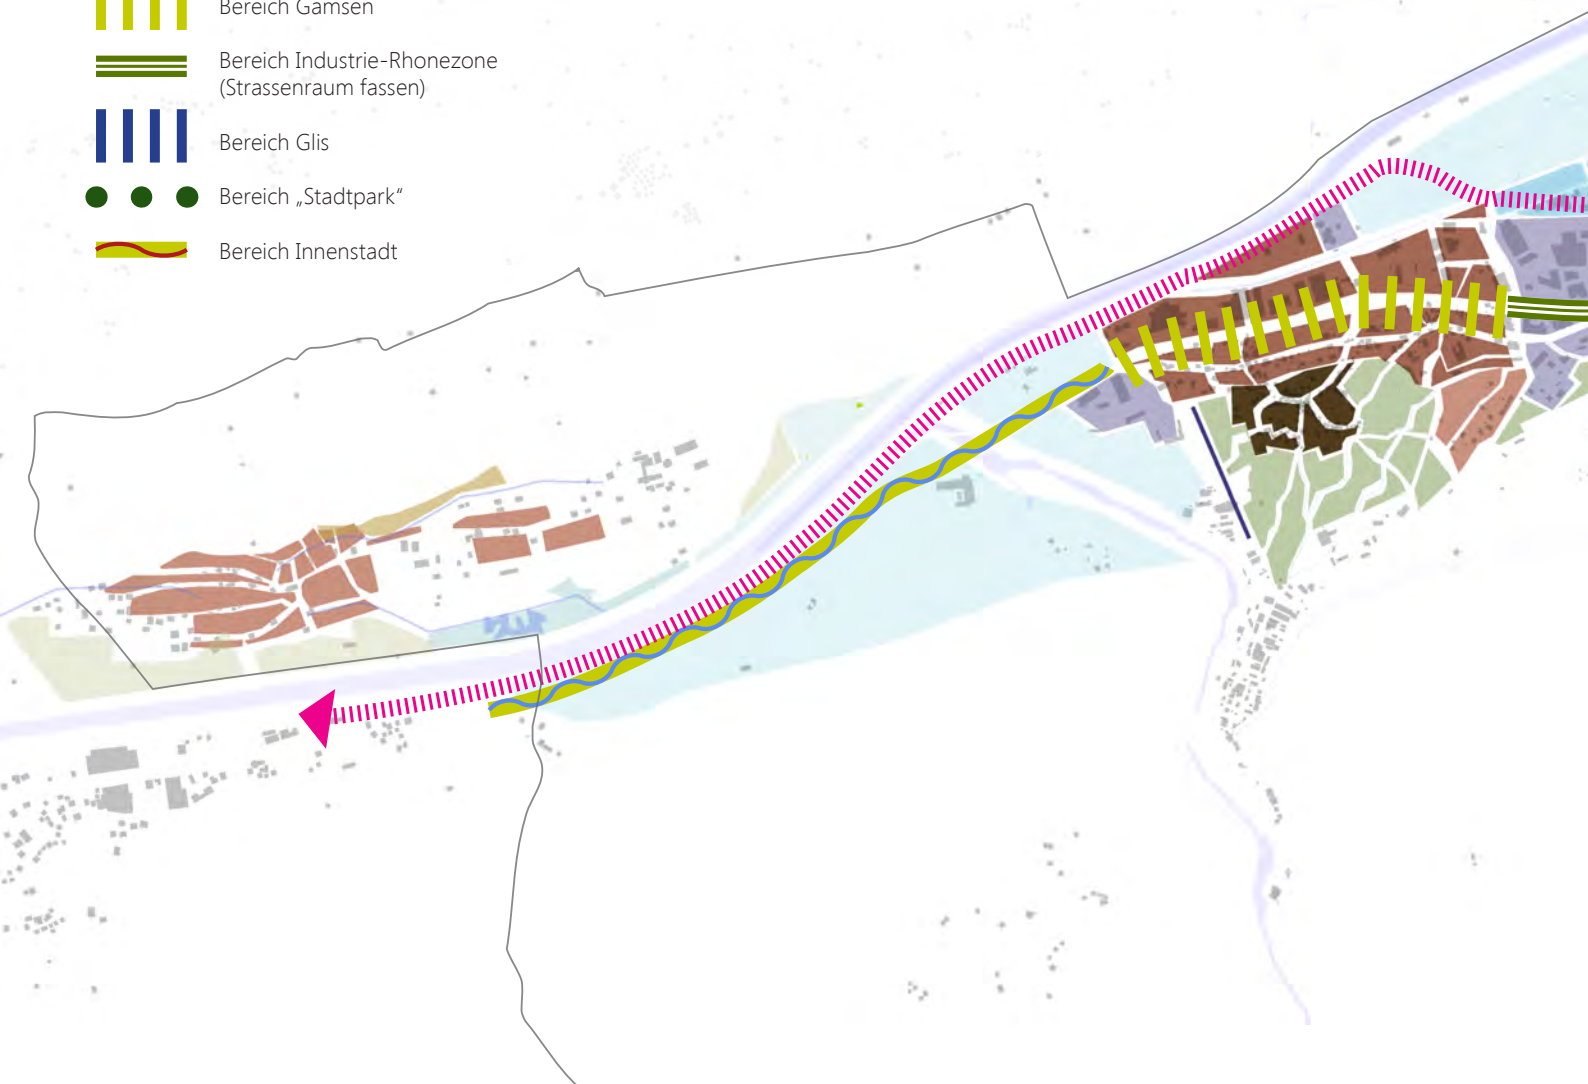 Bereich Gamsen
Bereich Industrie-Rhonezone
(Strassenraum fassen)
Bereich Glis
Bereich „Stadtpark“
Bereich Innenstadt